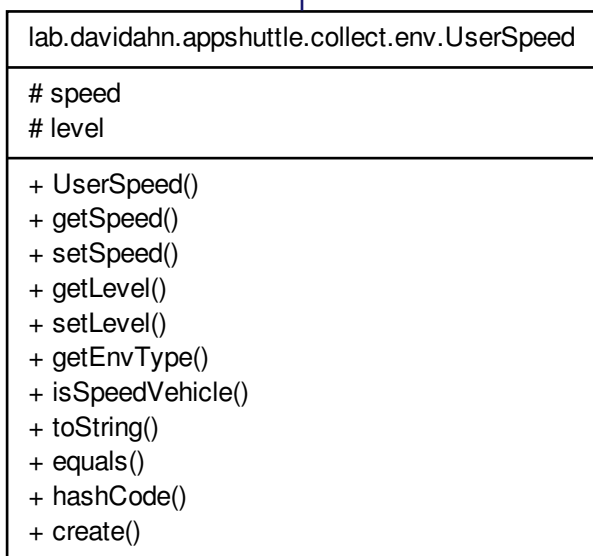 lab.davidahn.appshuttle.collect.env.UserSpeed
# speed
# level
+ UserSpeed()
+ getSpeed()
+ setSpeed()
+ getLevel()
+ setLevel()
+ getEnvType()
+ isSpeedVehicle()
+ toString()
+ equals()
+ hashCode()
+ create()